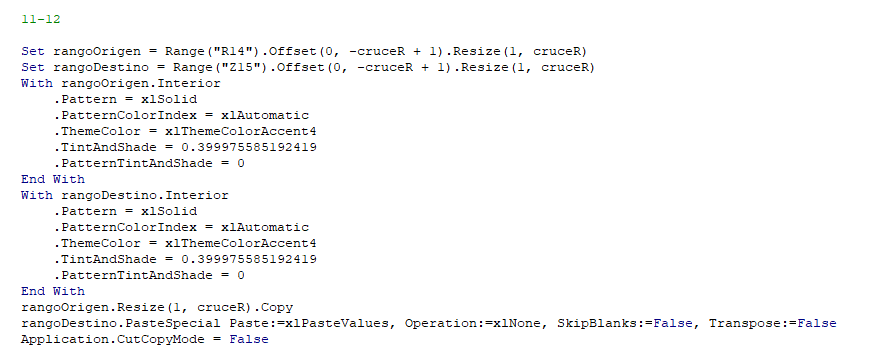 11-12
Set rangoOrigen = Range("R14").Offset(0, -cruceR + 1).Resize(1, cruceR)
Set rangoDestino = Range("Z15").Offset(0, -cruceR + 1).Resize(1, cruceR)
With rangoOrigen.Interior
    .Pattern = xlSolid
    .PatternColorIndex = xlAutomatic
    .ThemeColor = xlThemeColorAccent4
    .TintAndShade = 0.399975585192419
    .PatternTintAndShade = 0
End With
With rangoDestino.Interior
    .Pattern = xlSolid
    .PatternColorIndex = xlAutomatic
    .ThemeColor = xlThemeColorAccent4
    .TintAndShade = 0.399975585192419
    .PatternTintAndShade = 0
End With
rangoOrigen.Resize(1, cruceR).Copy
rangoDestino.PasteSpecial Paste:=xlPasteValues, Operation:=xlNone, SkipBlanks:=False, Transpose:=False
Application.CutCopyMode = False